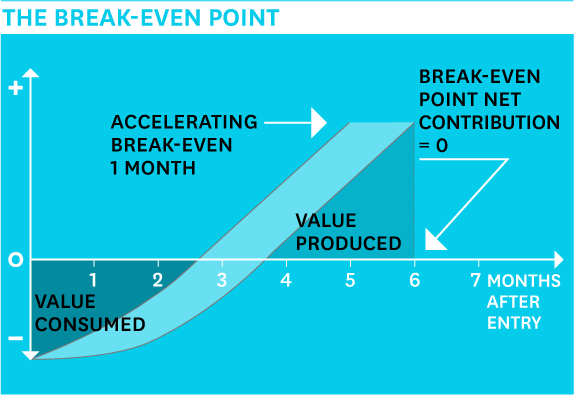 THE BREAK-EVEN POINT
+
ACCELERATING
BREAK-EVEN
1 MONTH
BREAK-EVEN
POINT NET
CONTRIBUTION
= 0
VALUE
PRODUCED
0
1 2 3 4 5 6 7 MONTHS
AFTER
ENTRY
VALUE
CONSUMED
–